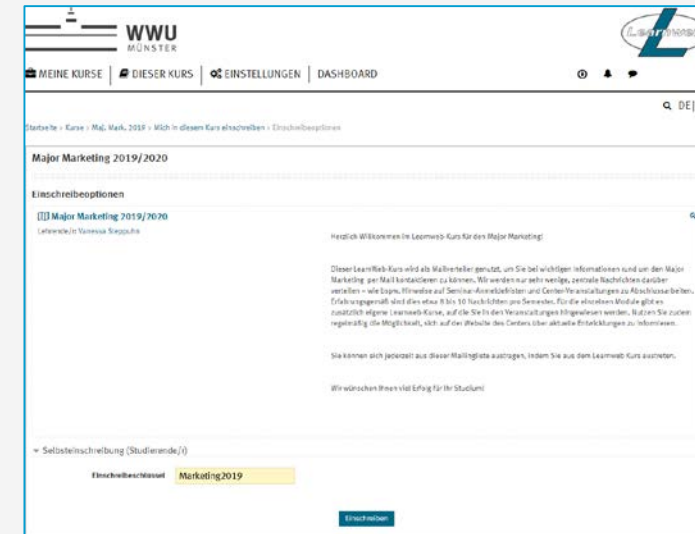 WWU
MÜNSTER
Learnweb
MEINE KURSE | DIESER KURS | EINSTELLUNGEN | DASHBOARD
DE|
Startseite › Kurse › Maj. Mark. 2019 › Mich in diesem Kurs einschreiben › Einschreibeoptionen
Major Marketing 2019/2020
Einschreibeoptionen
Major Marketing 2019/2020
Lehrende/r: Vanessa Steppuhn
Herzlich Willkommen im Learnweb-Kurs für den Major Marketing!
Dieser LearnWeb-Kurs wird als Mailverteiler genutzt, um Sie bei wichtigen Informationen rund um den Major
Marketing per Mail kontaktieren zu können. Wir werden nur sehr wenige, zentrale Nachrichten darüber
verteilen – wie bspw. Hinweise auf Seminar-Anmeldefristen und Center-Veranstaltungen zu Abschlussarbeiten.
Erfahrungsgemäß sind dies etwa 8 bis 10 Nachrichten pro Semester. Für die einzelnen Module gibt es
zusätzlich eigene Learnweb-Kurse, auf die Sie in den Veranstaltungen hingewiesen werden. Nutzen Sie zudem
regelmäßig die Möglichkeit, sich auf der Website des Centers über aktuelle Entwicklungen zu informieren.
Sie können sich jederzeit aus dieser Mailingliste austragen, indem Sie aus dem Learnweb Kurs austreten.
Wir wünschen Ihnen viel Erfolg für Ihr Studium!
Selbsteinschreibung (Studierende/r)
Einschreibeschlüssel Marketing2019
Einschreiben